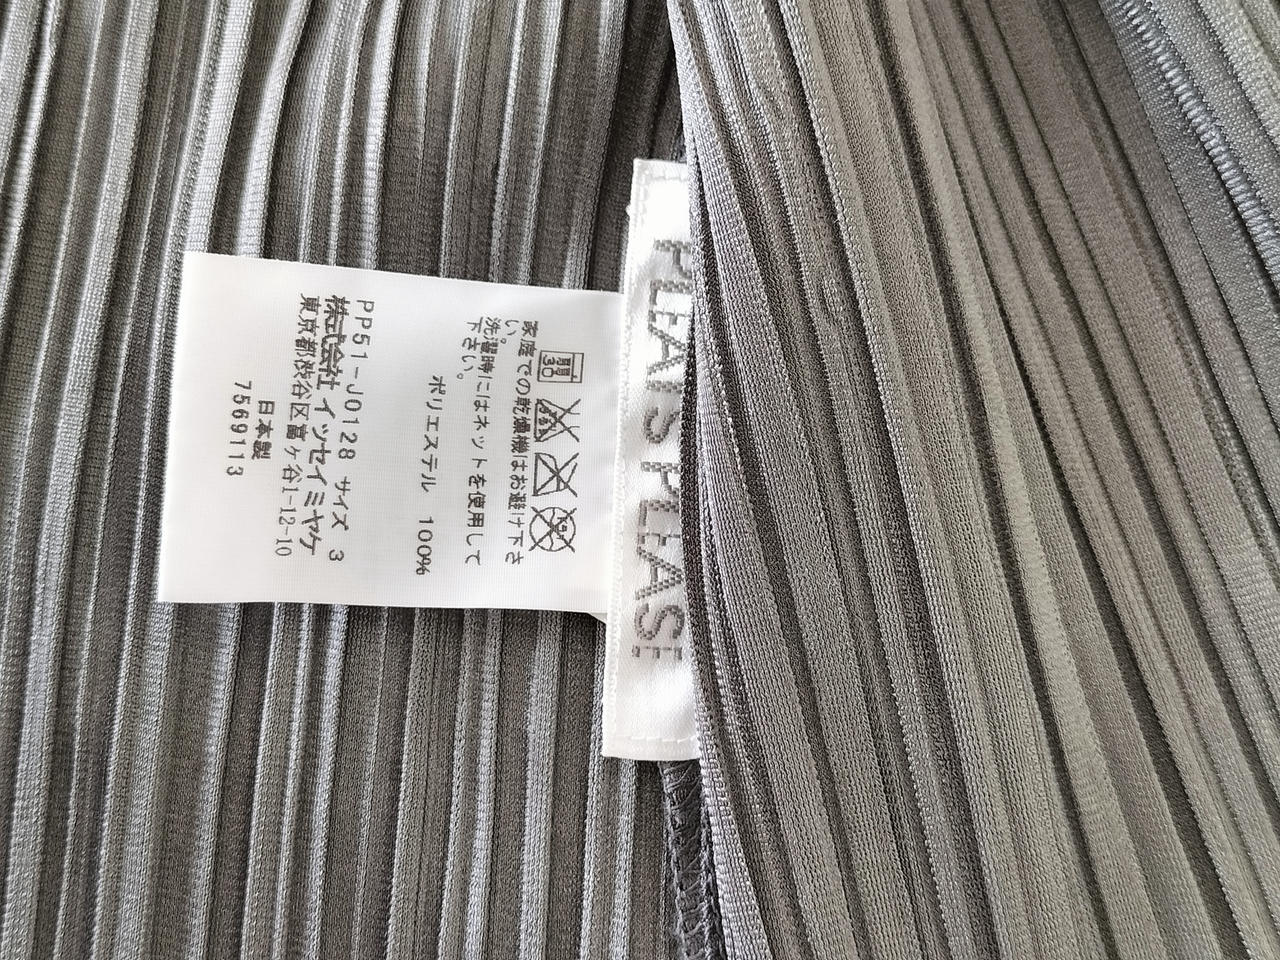 PLEATS PLEASE
家庭での乾燥機はお避け下さ
い。
洗濯時にはネットを使用して
下さい。
ポリエステル 100%
PP51-J0128 サイズ 3
株式会社 イッセイミヤケ
東京都渋谷区富ヶ谷1-12-10
日本製
7569113